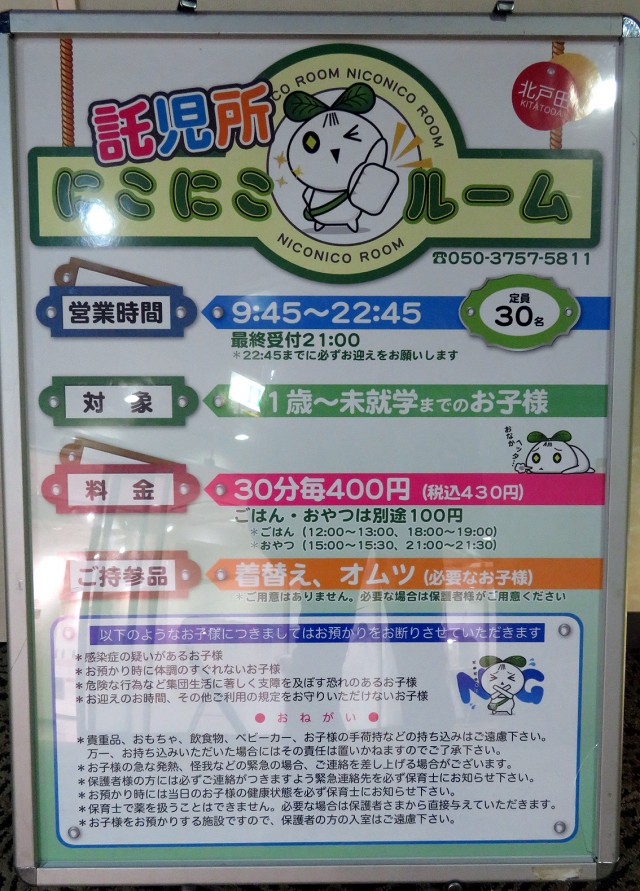 託児所
NICONICO ROOM NICONICO ROOM
北戸田
KITATODA
にこにこルーム
NICONICO ROOM
☎050-3757-5811
営業時間
9:45〜22:45
定員
30名
最終受付21:00
＊22:45までに必ずお迎えをお願いします
対 象
1歳〜未就学までのお子様
おなか
ヘッタ…
料 金
30分毎400円 (税込430円)
ごはん・おやつは別途100円
＊ごはん (12:00〜13:00、18:00〜19:00)
＊おやつ (15:00〜15:30、21:00〜21:30)
ご持参品
着替え、オムツ (必要なお子様)
＊ご用意はありません。必要な場合は保護者様がご用意ください
以下のようなお子様につきましてはお預かりをお断りさせていただきます
＊感染症の疑いがあるお子様
＊お預かり時に体調のすぐれないお子様
＊危険な行為など集団生活に著しく支障を及ぼす恐れのあるお子様
＊お迎えのお時間、その他ご利用の規定をお守りいただけないお子様
NG
● おねがい ●
＊貴重品、おもちゃ、飲食物、ベビーカー、お子様の手荷持などの持ち込みはご遠慮下さい。
万一、お持ち込みいただいた場合にはその責任は置いかねますのでご了承下さい。
＊お子様の急な発熱、怪我などの緊急の場合、ご連絡を差し上げる場合がございます。
＊保護者様の方には必ずご連絡がつきますよう緊急連絡先を必ず保育士にお知らせ下さい。
＊お預かり時には当日のお子様の健康状態を必ず保育士にお知らせ下さい。
＊保育士で薬を扱うことはできません。必要な場合は保護者さまから直接与えていただきます。
＊お子様をお預かりする施設ですので、保護者の方の入室はご遠慮下さい。